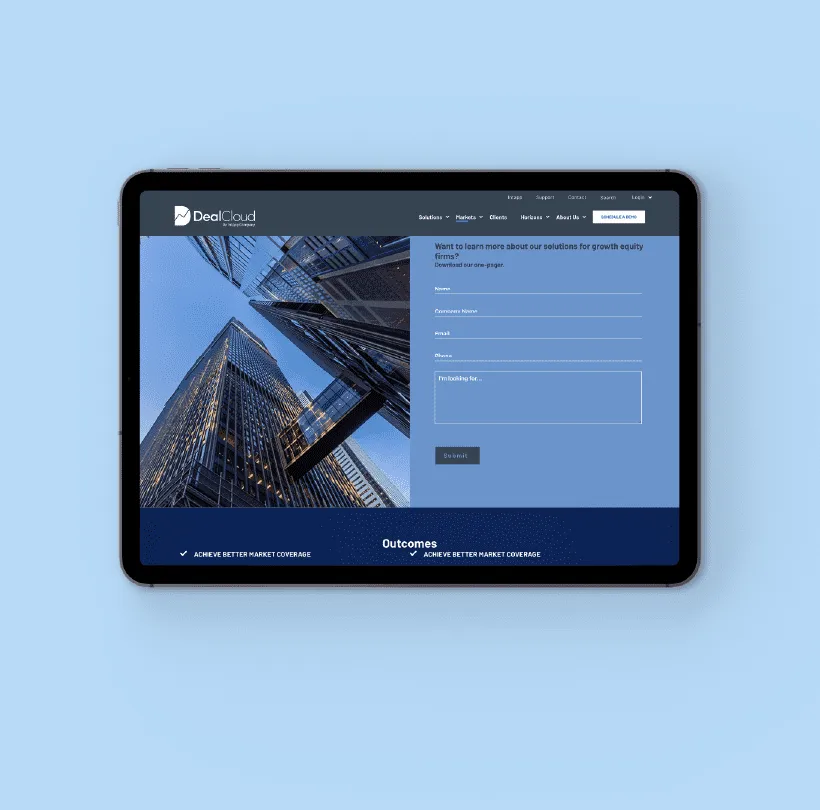 Intapp Support Contact Search Login
DealCloud
An Intapp Company
Solutions Markets Clients Horizons About Us SCHEDULE A DEMO
Want to learn more about our solutions for growth equity
firms?
Download our one-pager.
Name
Company Name
Email
Phone
I'm looking for...
Submit
Outcomes
ACHIEVE BETTER MARKET COVERAGE ACHIEVE BETTER MARKET COVERAGE